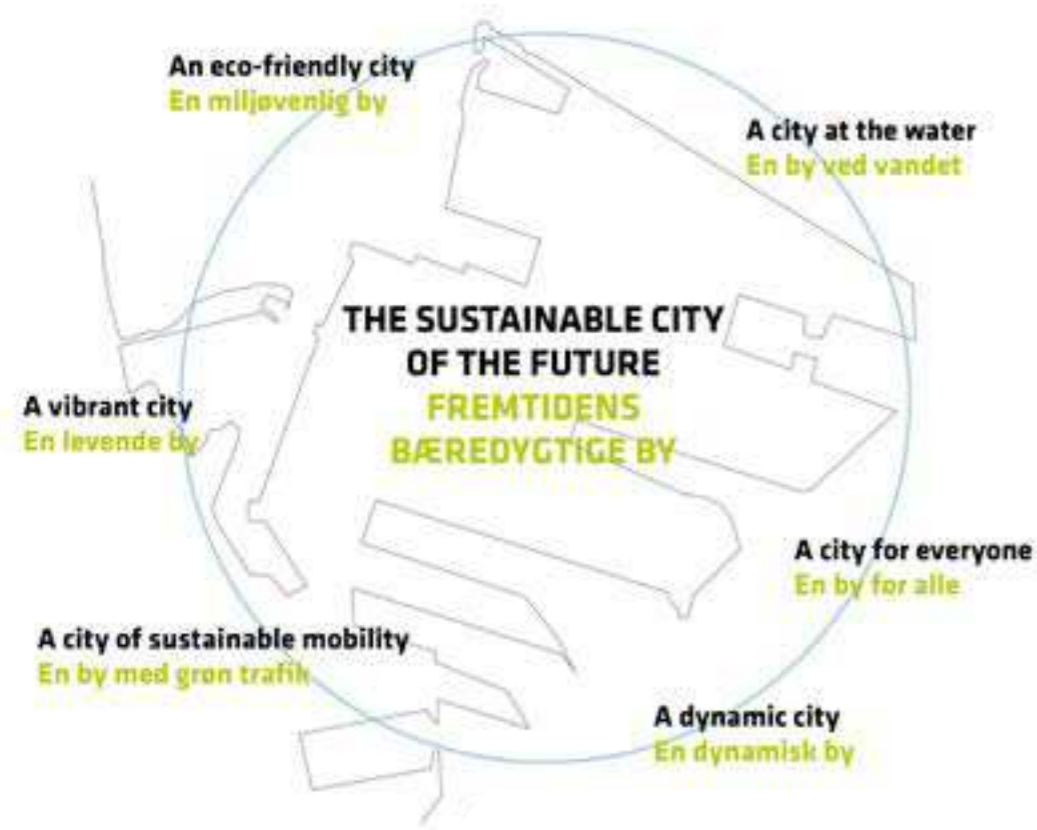 An eco-friendly city
En miljøvenlig by
A city at the water
En by ved vandet
THE SUSTAINABLE CITY
OF THE FUTURE
FREMTIDENS
BÆREDYGTIGE BY
A vibrant city
En levende by
A city for everyone
En by for alle
A city of sustainable mobility
En by med grøn trafik
A dynamic city
En dynamisk by